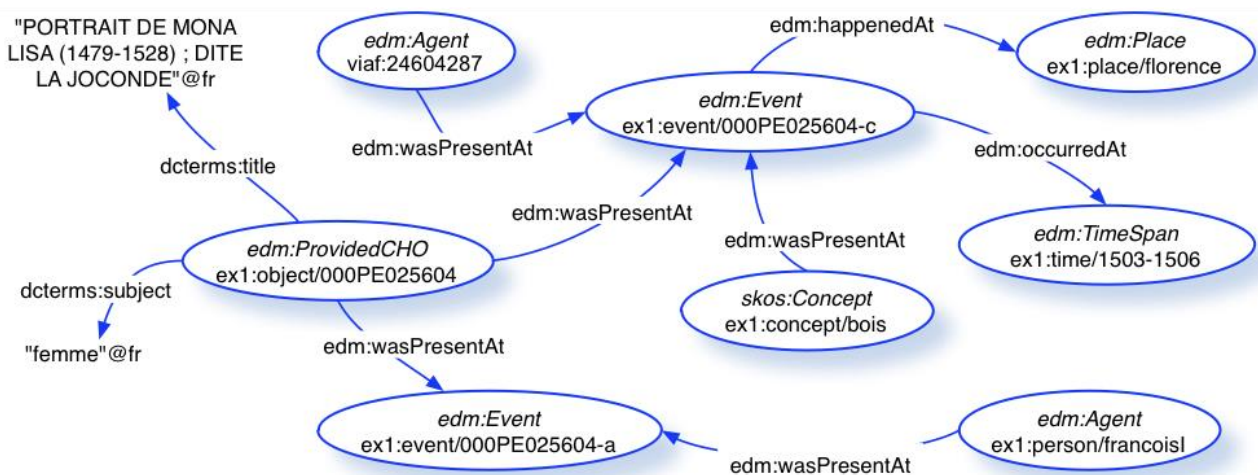 "PORTRAIT DE MONA
LISA (1479-1528) ; DITE
LA JOCONDE"@fr
edm:Agent
viaf:24604287
edm:happenedAt
edm:Place
ex1:place/florence
edm:Event
ex1:event/000PE025604-c
edm:wasPresentAt
edm:occurredAt
dcterms:title
edm:wasPresentAt
edm:wasPresentAt
edm:TimeSpan
ex1:time/1503-1506
edm:ProvidedCHO
ex1:object/000PE025604
dcterms:subject
skos:Concept
ex1:concept/bois
"femme"@fr
edm:wasPresentAt
edm:Event
ex1:event/000PE025604-a
edm:Agent
ex1:person/francoisI
edm:wasPresentAt